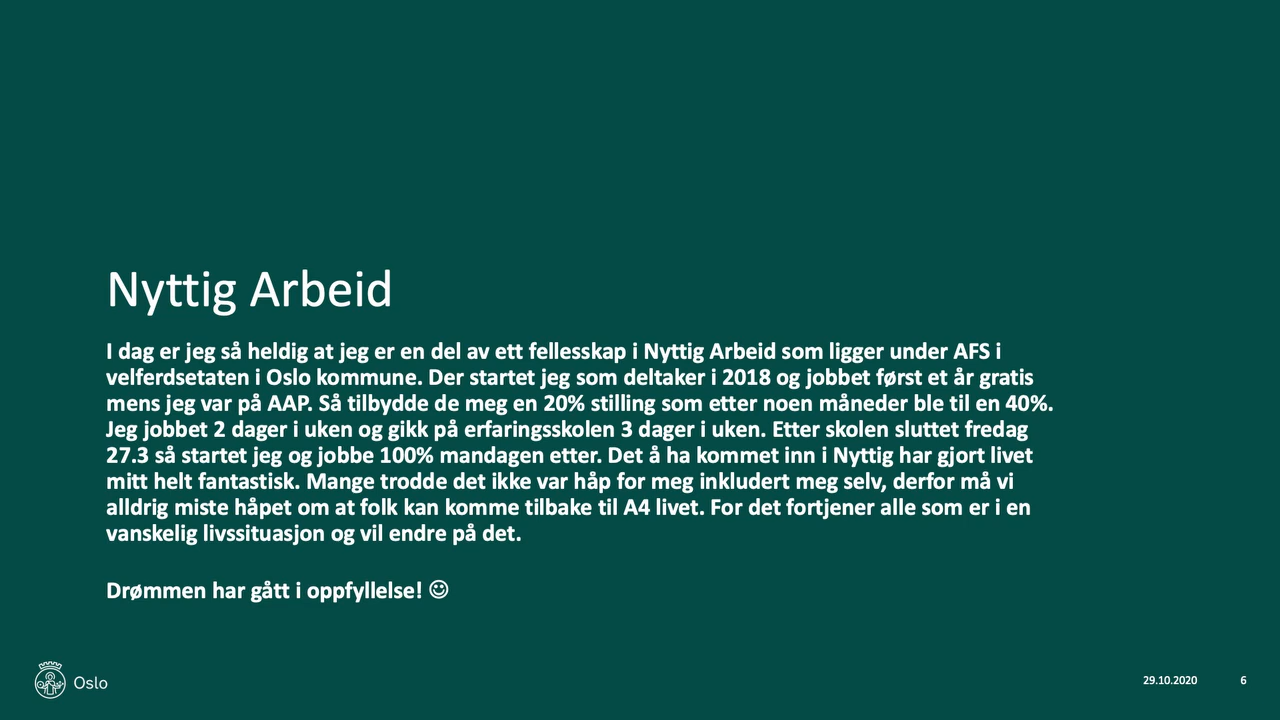 Nyttig Arbeid
I dag er jeg så heldig at jeg er en del av ett fellesskap i Nyttig Arbeid som ligger under AFS i
velferdsetaten i Oslo kommune. Der startet jeg som deltaker i 2018 og jobbet først et år gratis
mens jeg var på AAP. Så tilbydde de meg en 20% stilling som etter noen måneder ble til en 40%.
Jeg jobbet 2 dager i uken og gikk på erfaringsskolen 3 dager i uken. Etter skolen sluttet fredag
27.3 så startet jeg og jobbe 100% mandagen etter. Det å ha kommet inn i Nyttig har gjort livet
mitt helt fantastisk. Mange trodde det ikke var håp for meg inkludert meg selv, derfor må vi
alldrig miste håpet om at folk kan komme tilbake til A4 livet. For det fortjener alle som er i en
vanskelig livssituasjon og vil endre på det.
Drømmen har gått i oppfyllelse! ☺
Oslo
29.10.2020
6